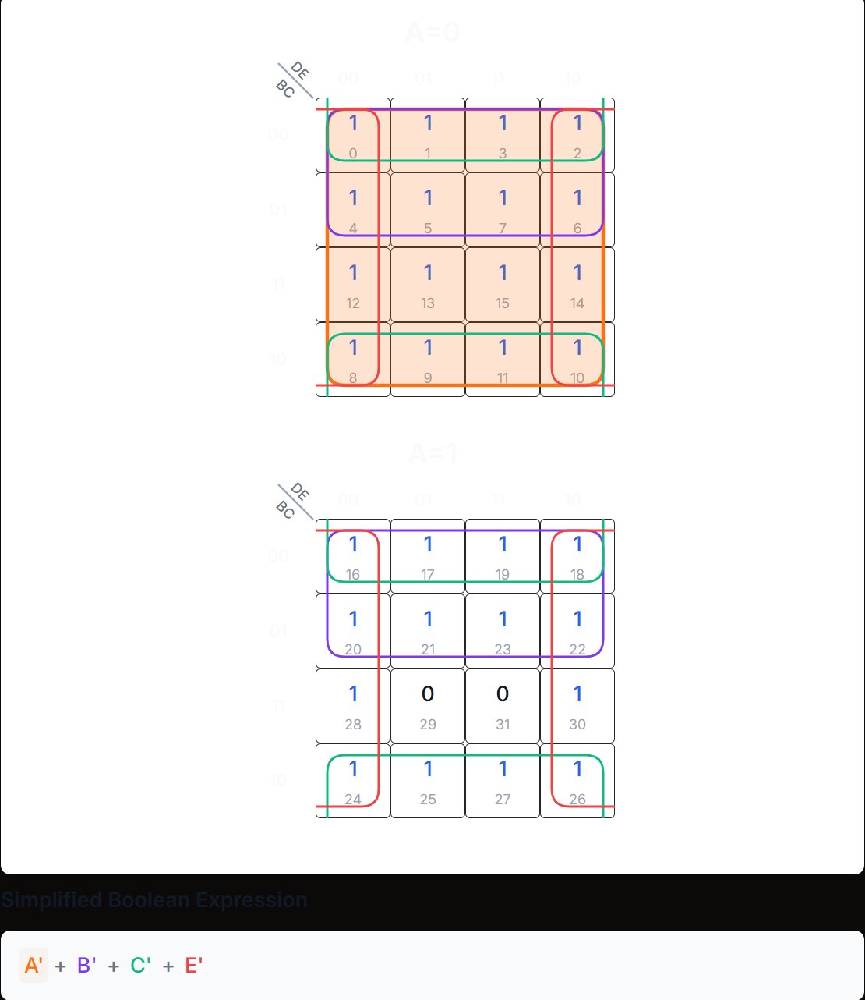 A=0
DE
BC
00 01 11 10
00 1 1 1 1
0 1 3 2
01 1 1 1 1
4 5 7 6
11 1 1 1 1
12 13 15 14
10 1 1 1 1
8 9 11 10
A=1
DE
BC
00 01 11 10
00 1 1 1 1
16 17 19 18
01 1 1 1 1
20 21 23 22
11 1 0 0 1
28 29 31 30
10 1 1 1 1
24 25 27 26
Simplified Boolean Expression
A' + B' + C' + E'